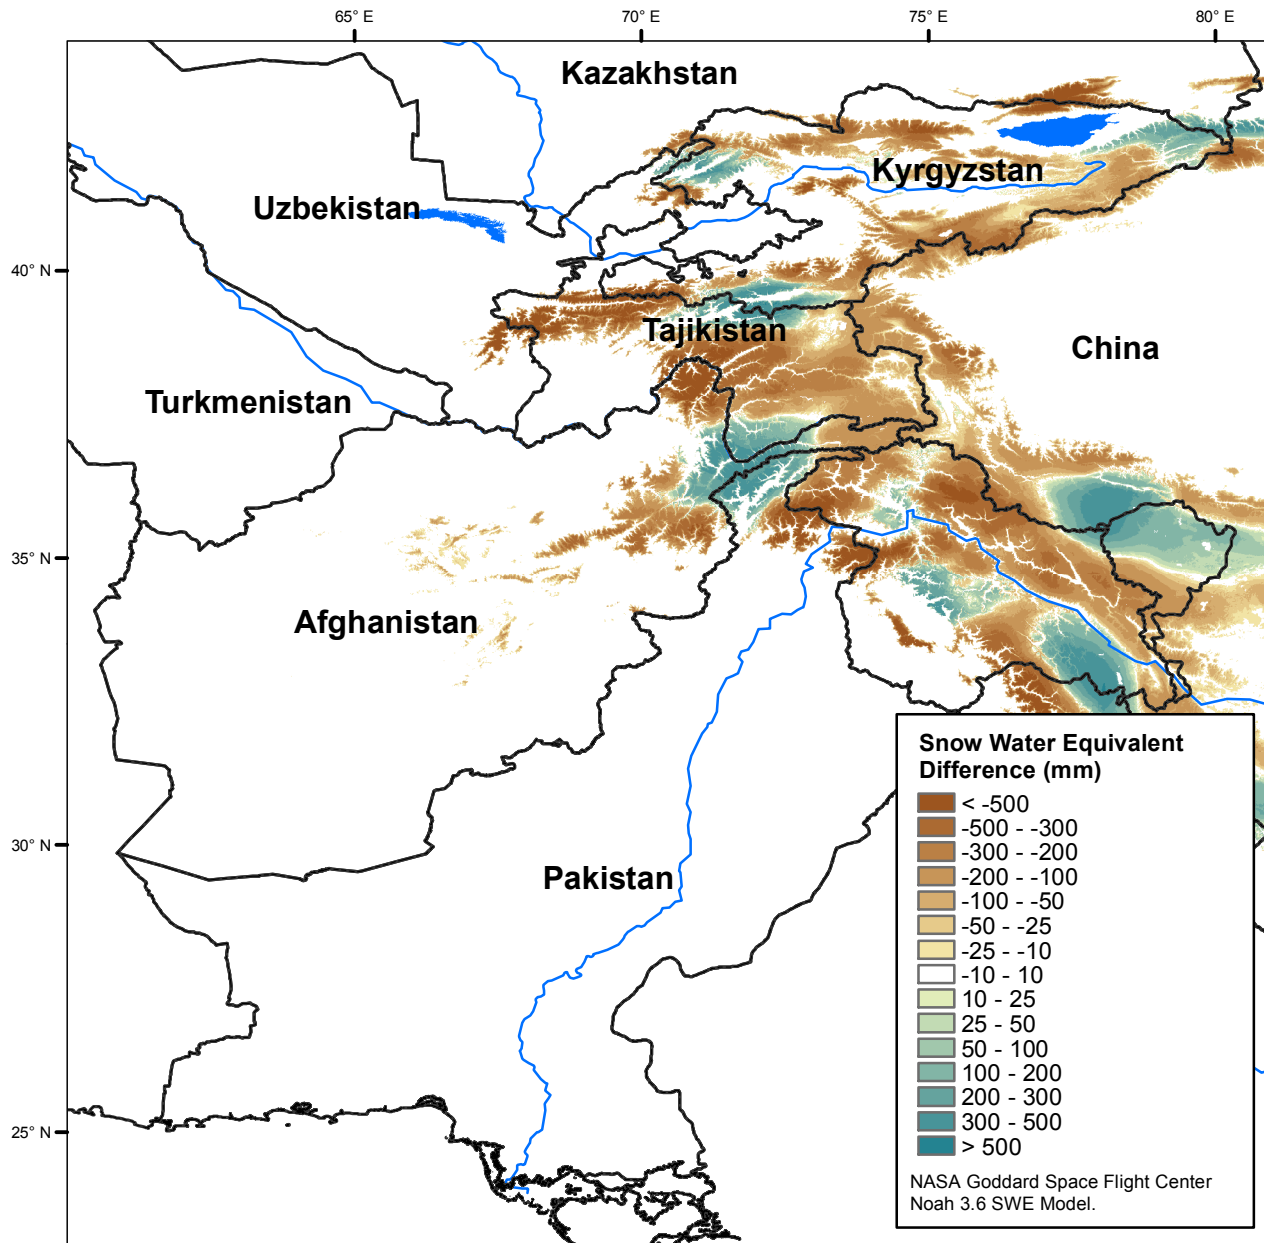 65° E
70° E
75° E
80° E
Kazakhstan
Kyrgyzstan
Uzbekistan
40° N
Tajikistan
China
Turkmenistan
35° N
Afghanistan
30° N
Pakistan
25° N
Snow Water Equivalent
Difference (mm)
< -500
-500 - -300
-300 - -200
-200 - -100
-100 - -50
-50 - -25
-25 - -10
-10 - 10
10 - 25
25 - 50
50 - 100
100 - 200
200 - 300
300 - 500
> 500
NASA Goddard Space Flight Center
Noah 3.6 SWE Model.